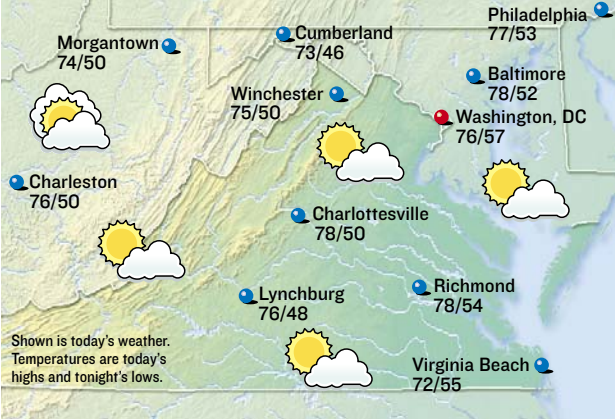 Philadelphia
77/53
Cumberland
73/46
Morgantown
74/50
Baltimore
78/52
Winchester
75/50
Washington, DC
76/57
Charleston
76/50
Charlottesville
78/50
Richmond
78/54
Lynchburg
76/48
Shown is today's weather.
Temperatures are today's
highs and tonight's lows.
Virginia Beach
72/55